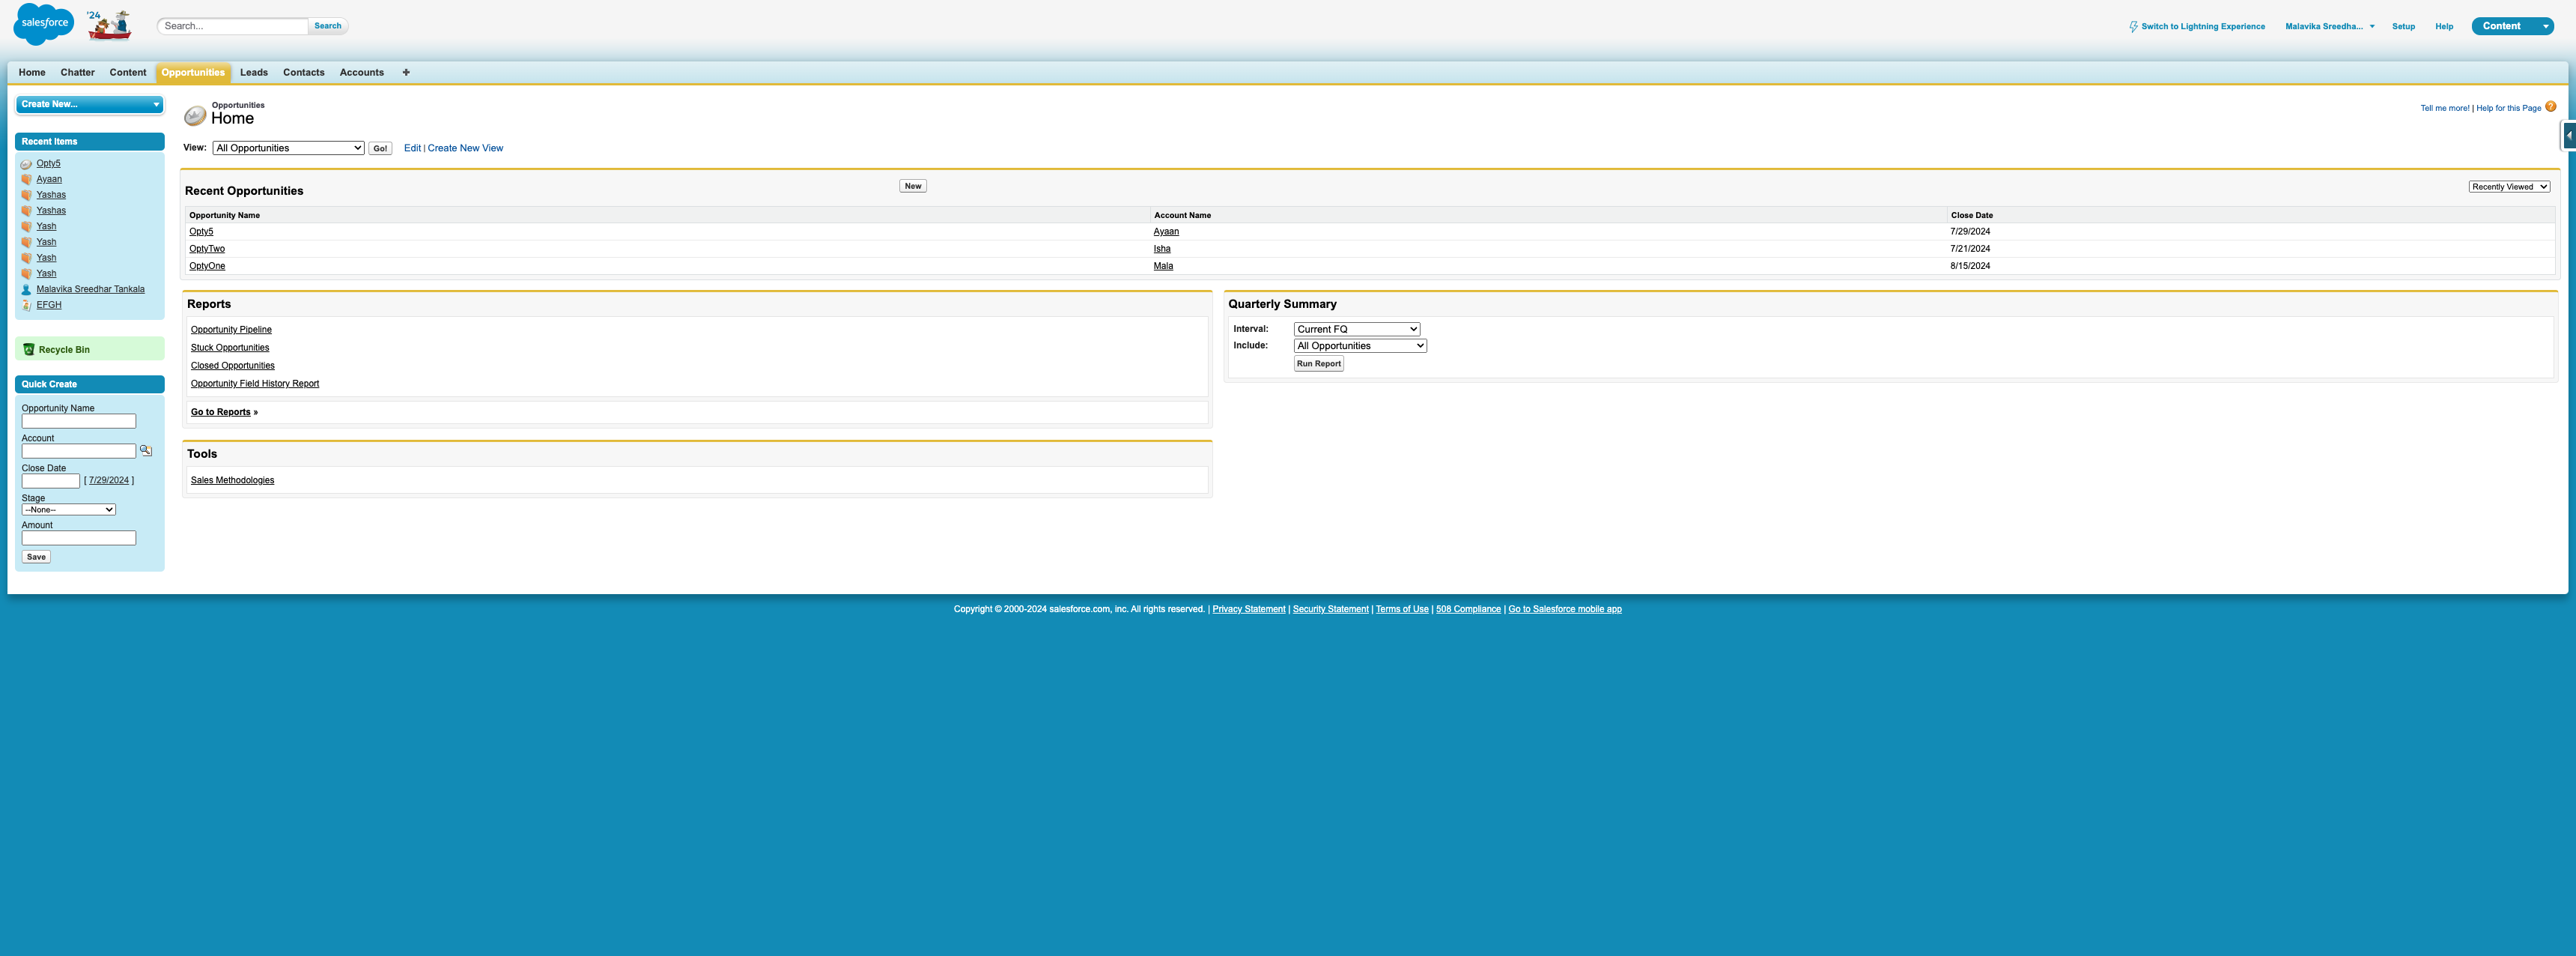 salesforce
'24
Search...
Search
Switch to Lightning Experience
Malavika Sreedha...
Setup
Help
Content
Home
Chatter
Content
Opportunities
Leads
Contacts
Accounts
+
Create New...
Recent Items
Opty5
Ayaan
Yashas
Yashas
Yash
Yash
Yash
Yash
Malavika Sreedhar Tankala
EFGH
Recycle Bin
Quick Create
Opportunity Name
Account
Close Date
[ 7/29/2024 ]
Stage
--None--
Amount
Save
Opportunities
Home
Tell me more! | Help for this Page ?
View: All Opportunities Go! Edit | Create New View
Recent Opportunities
New
Recently Viewed
Opportunity Name Account Name Close Date
Opty5 Ayaan 7/29/2024
OptyTwo Isha 7/21/2024
OptyOne Mala 8/15/2024
Reports
Opportunity Pipeline
Stuck Opportunities
Closed Opportunities
Opportunity Field History Report
Go to Reports »
Tools
Sales Methodologies
Quarterly Summary
Interval: Current FQ
Include: All Opportunities
Run Report
Copyright © 2000-2024 salesforce.com, inc. All rights reserved. | Privacy Statement | Security Statement | Terms of Use | 508 Compliance | Go to Salesforce mobile app